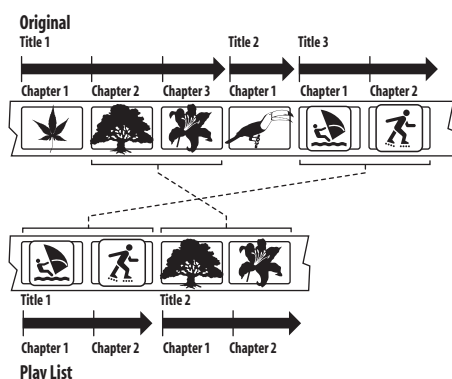 Original
Title 1 Title 2 Title 3
Chapter 1 Chapter 2 Chapter 3 Chapter 1 Chapter 1 Chapter 2
Title 1 Title 2
Chapter 1 Chapter 2 Chapter 1 Chapter 2
Play List